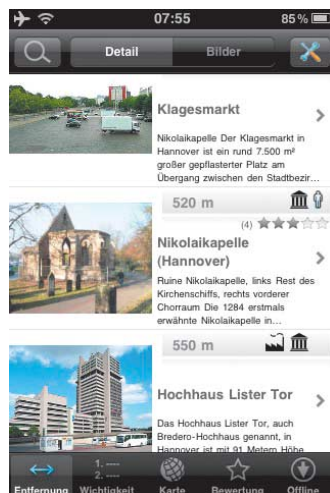 07:55
85%
Detail
Bilder
Klagesmarkt
Nikolaikapelle Der Klagesmarkt in
Hannover ist ein rund 7.500 m²
großer gepflasterter Platz am
Übergang zwischen den Stadtbezir...
520 m
(4)
Nikolaikapelle
(Hannover)
Ruine Nikolaikapelle, links Rest des
Kirchenschiffs, rechts vorderer
Chorraum Die 1284 erstmals
erwähnte Nikolaikapelle in...
550 m
Hochhaus Lister Tor
Das Hochhaus Lister Tor, auch
Bredero-Hochhaus genannt, in
Hannover ist mit 91 Metern Höhe
1.
2.
Entfernung
Wichtigkeit
Karte
Bewertung
Offline